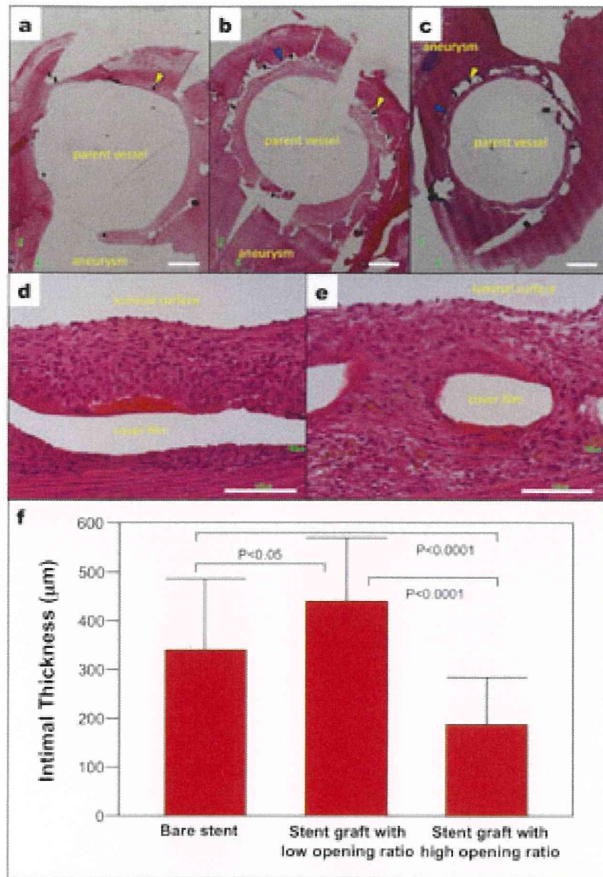 a
parent vessel
aneurysm
b
parent vessel
aneurysm
c
aneurysm
parent vessel
d
luminal surface
cover film
e
luminal surface
cover film
f
600
500
400
300
200
100
0
Intimal Thickness (μm)
P<0.05
P<0.0001
P<0.0001
Bare stent
Stent graft with
low opening ratio
Stent graft with
high opening ratio